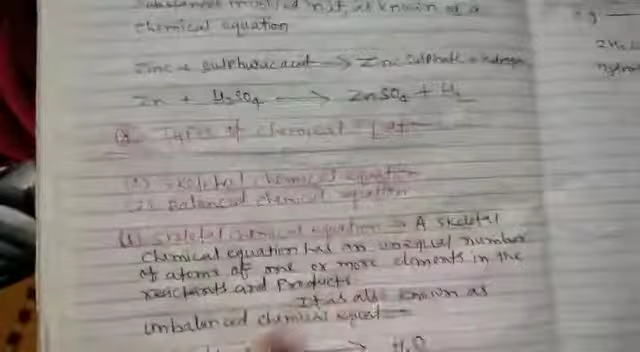 chemical equation
Zinc + Sulphuric acid → Zinc sulphate + hydrogen
Zn + H2SO4 → ZnSO4 + H2
Q. Types of chemical
(1) Skeletal chemical equation
2) Balanced chemical equation
(1) Skeletal chemical equation → A skeletal
chemical equation has an unequal number
of atoms of one or more elements in the
reactants and products
It is also known as
imbalanced chemical equat
→ H2O